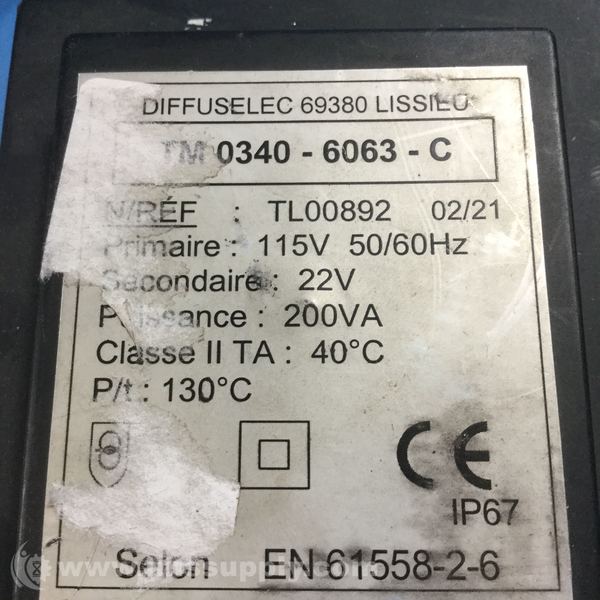 DIFFUSELEC 69380 LISSIEU
TM 0340 - 6063 - C
N/RÉF : TL00892 02/21
Primaire : 115V 50/60Hz
Secondaire : 22V
Puissance : 200VA
Classe II TA : 40°C
P/t : 130°C
CE
IP67
Selon EN 61558-2-6